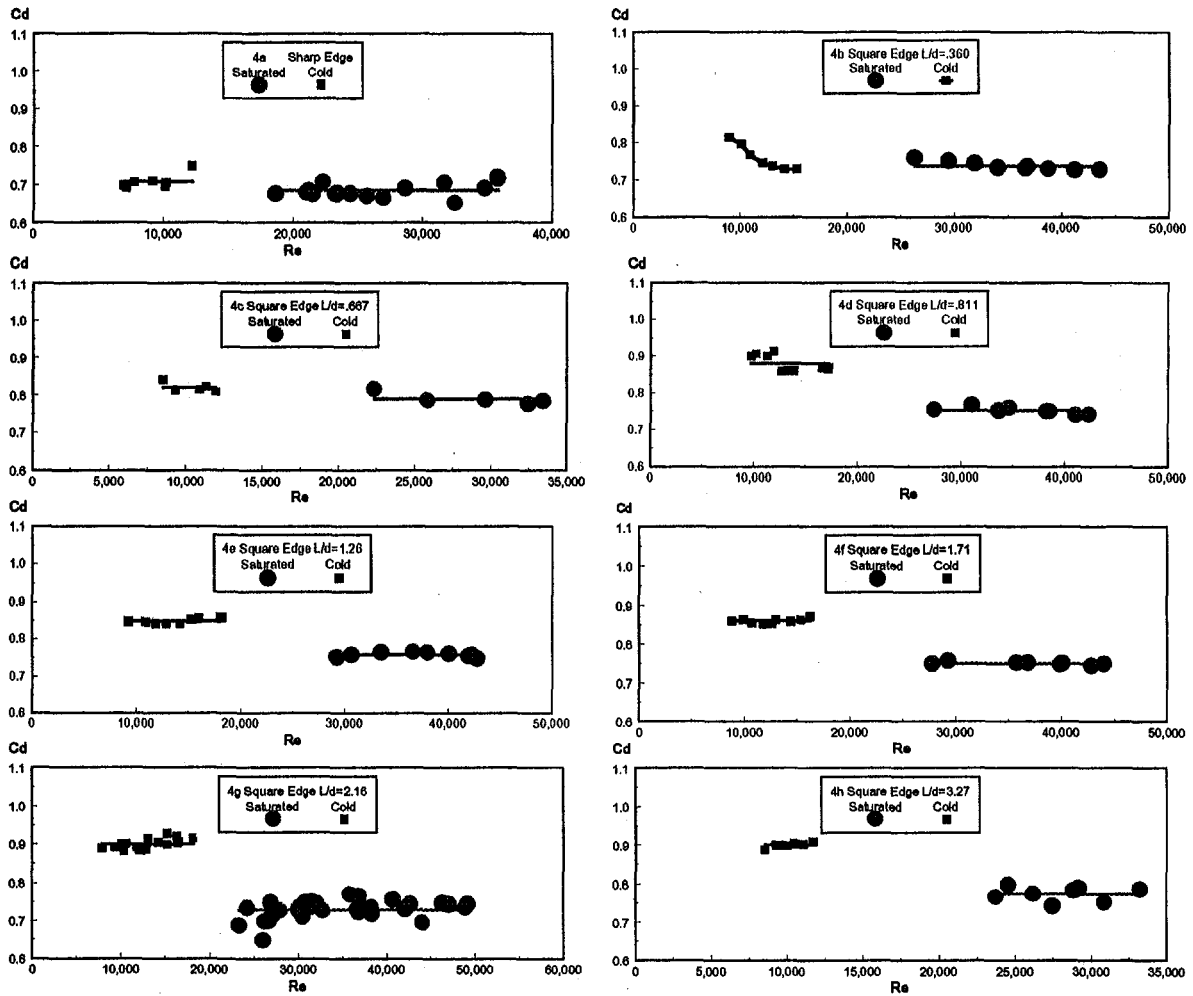 Cd
1.1
4a Sharp Edge
Saturated Cold
1.0
0.9
0.8
0.7
0.6
0 10,000 20,000 30,000 40,000
Re
Cd
1.1
4b Square Edge L/d=.360
Saturated Cold
1.0
0.9
0.8
0.7
0.6
0 10,000 20,000 30,000 40,000 50,000
Re
Cd
1.1
4c Square Edge L/d=.667
Saturated Cold
1.0
0.9
0.8
0.7
0.6
0 5,000 10,000 15,000 20,000 25,000 30,000 35,000
Re
Cd
1.1
4d Square Edge L/d=.811
Saturated Cold
1.0
0.9
0.8
0.7
0.6
0 10,000 20,000 30,000 40,000 50,000
Re
Cd
1.1
4e Square Edge L/d=1.26
Saturated Cold
1.0
0.9
0.8
0.7
0.6
0 10,000 20,000 30,000 40,000 50,000
Re
Cd
1.1
4f Square Edge L/d=1.71
Saturated Cold
1.0
0.9
0.8
0.7
0.6
0 10,000 20,000 30,000 40,000 50,000
Re
Cd
1.1
4g Square Edge L/d=2.16
Saturated Cold
1.0
0.9
0.8
0.7
0.6
0 10,000 20,000 30,000 40,000 50,000 60,000
Re
Cd
1.1
4h Square Edge L/d=3.27
Saturated Cold
1.0
0.9
0.8
0.7
0.6
0 5,000 10,000 15,000 20,000 25,000 30,000 35,000
Re